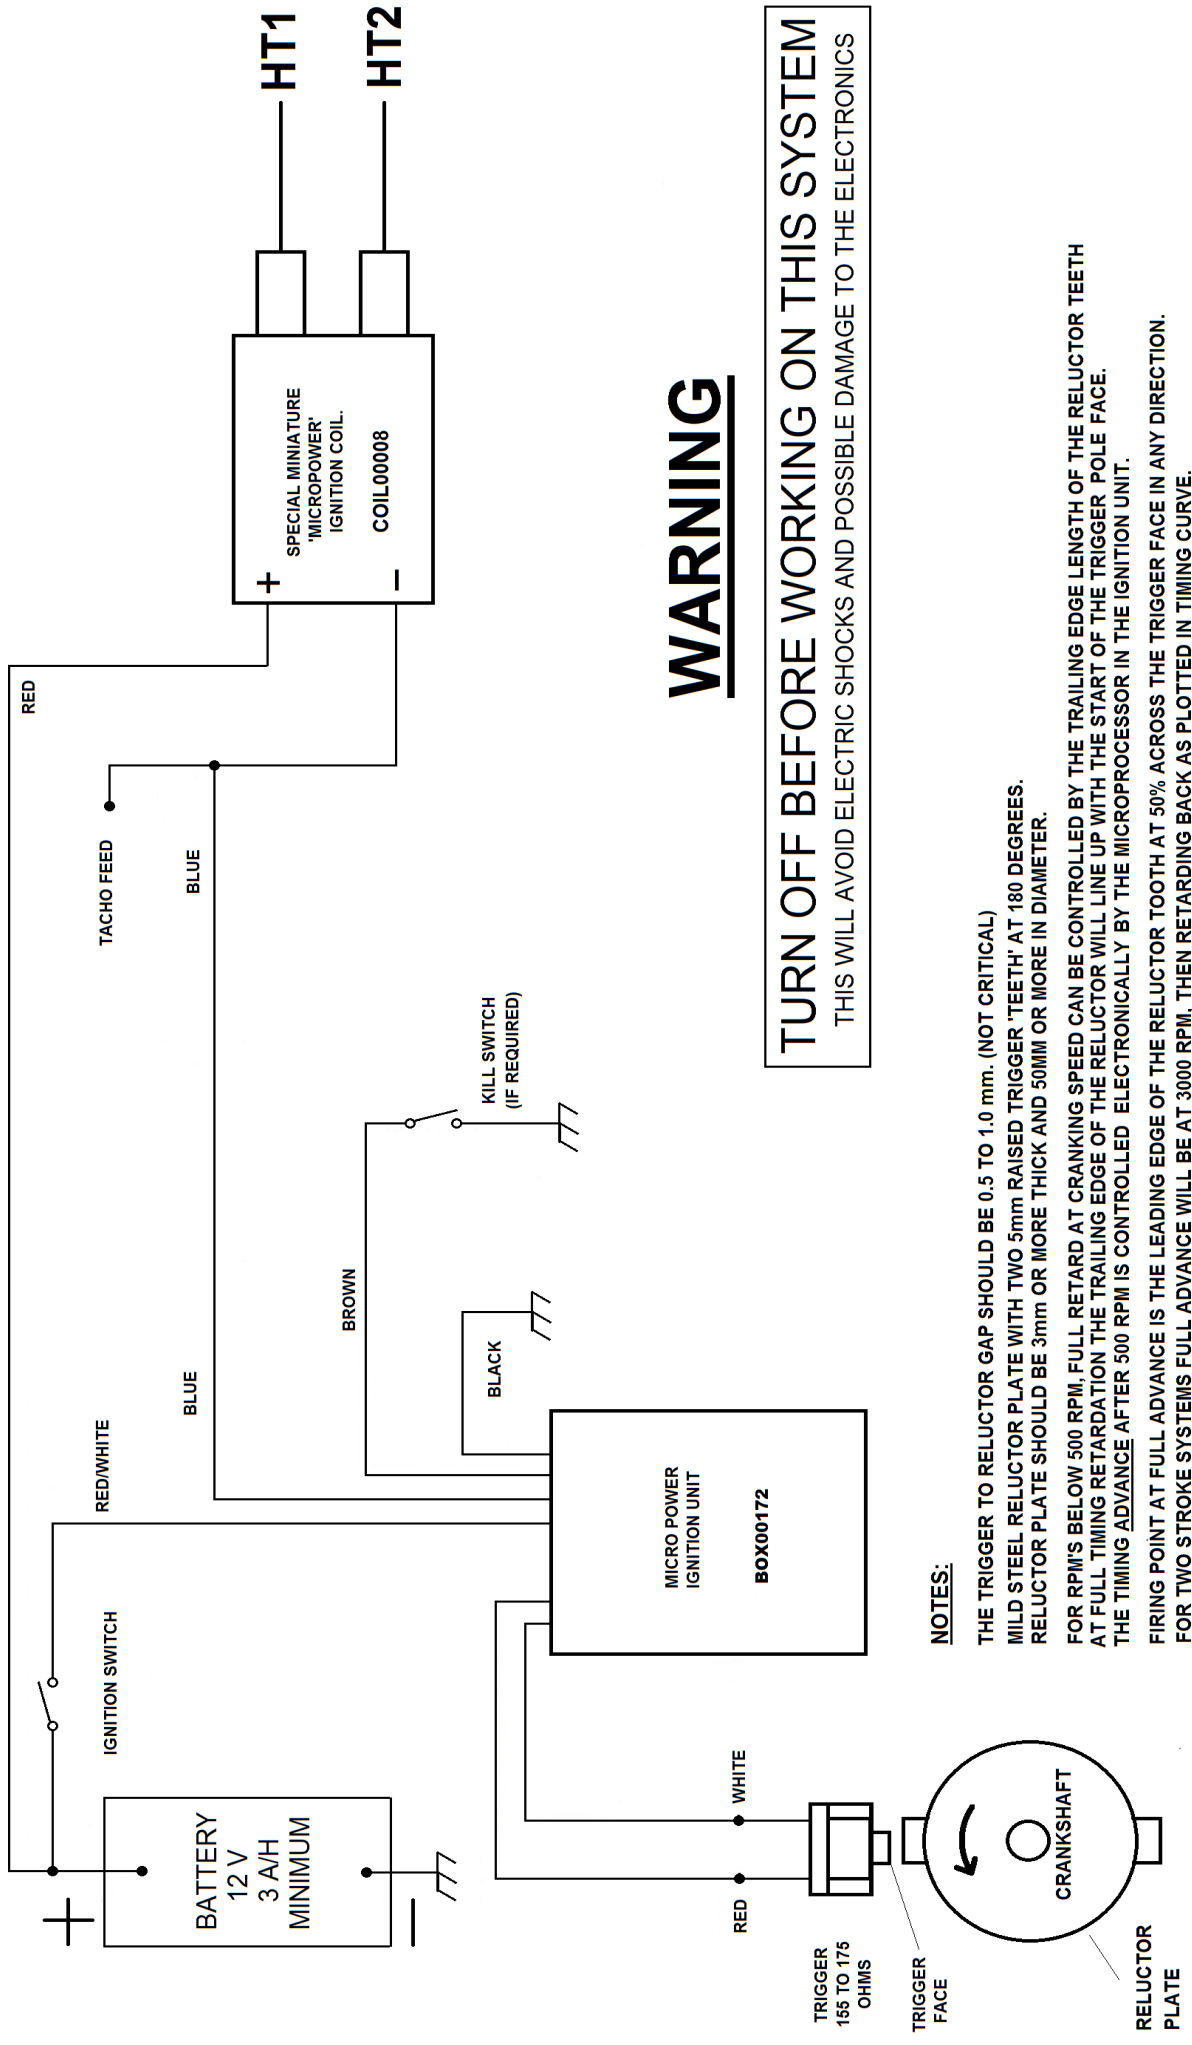 BATTERY
12 V
3 A/H
MINIMUM
+
−
IGNITION SWITCH
RED/WHITE
BLUE
BLUE
TACHO FEED
RED
+
−
SPECIAL MINIATURE
'MICROPOWER'
IGNITION COIL.
COIL00008
HT1
HT2
BROWN
BLACK
KILL SWITCH
(IF REQUIRED)
MICRO POWER
IGNITION UNIT
BOX00172
RED
WHITE
TRIGGER
155 TO 175
OHMS
TRIGGER
FACE
CRANKSHAFT
RELUCTOR
PLATE
WARNING
TURN OFF BEFORE WORKING ON THIS SYSTEM
THIS WILL AVOID ELECTRIC SHOCKS AND POSSIBLE DAMAGE TO THE ELECTRONICS
NOTES:
THE TRIGGER TO RELUCTOR GAP SHOULD BE 0.5 TO 1.0 mm. (NOT CRITICAL)
MILD STEEL RELUCTOR PLATE WITH TWO 5mm RAISED TRIGGER 'TEETH' AT 180 DEGREES.
RELUCTOR PLATE SHOULD BE 3mm OR MORE THICK AND 50MM OR MORE IN DIAMETER.
FOR RPM'S BELOW 500 RPM, FULL RETARD AT CRANKING SPEED CAN BE CONTROLLED BY THE TRAILING EDGE LENGTH OF THE RELUCTOR TEETH
AT FULL TIMING RETARDATION THE TRAILING EDGE OF THE RELUCTOR WILL LINE UP WITH THE START OF THE TRIGGER POLE FACE.
THE TIMING ADVANCE AFTER 500 RPM IS CONTROLLED ELECTRONICALLY BY THE MICROPROCESSOR IN THE IGNITION UNIT.
FIRING POINT AT FULL ADVANCE IS THE LEADING EDGE OF THE RELUCTOR TOOTH AT 50% ACROSS THE TRIGGER FACE IN ANY DIRECTION.
FOR TWO STROKE SYSTEMS FULL ADVANCE WILL BE AT 3000 RPM, THEN RETARDING BACK AS PLOTTED IN TIMING CURVE.